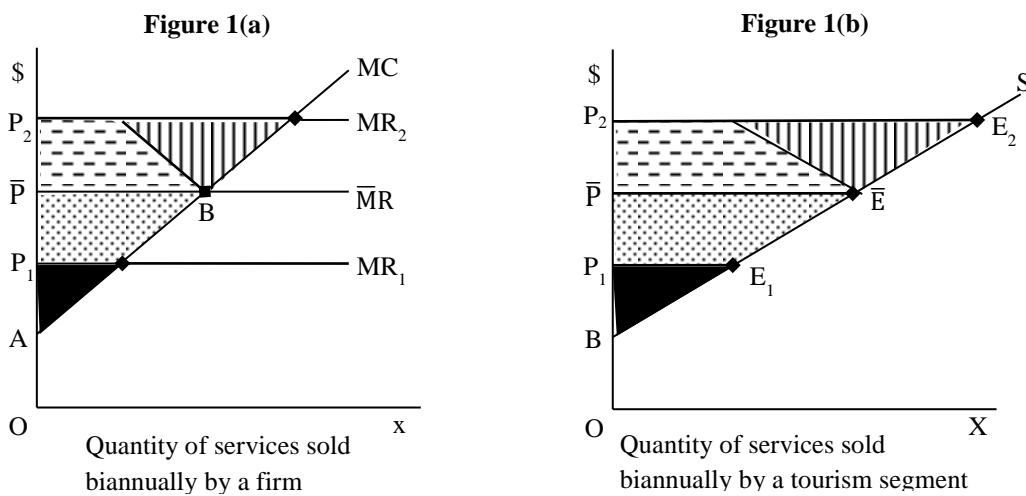 Figure 1(a)
$
MC
P2
MR2
P̅
M̅R
B
P1
MR1
A
O
x
Quantity of services sold
biannually by a firm
Figure 1(b)
$
S
P2
E2
P̅
E̅
P1
E1
B
O
X
Quantity of services sold
biannually by a tourism segment